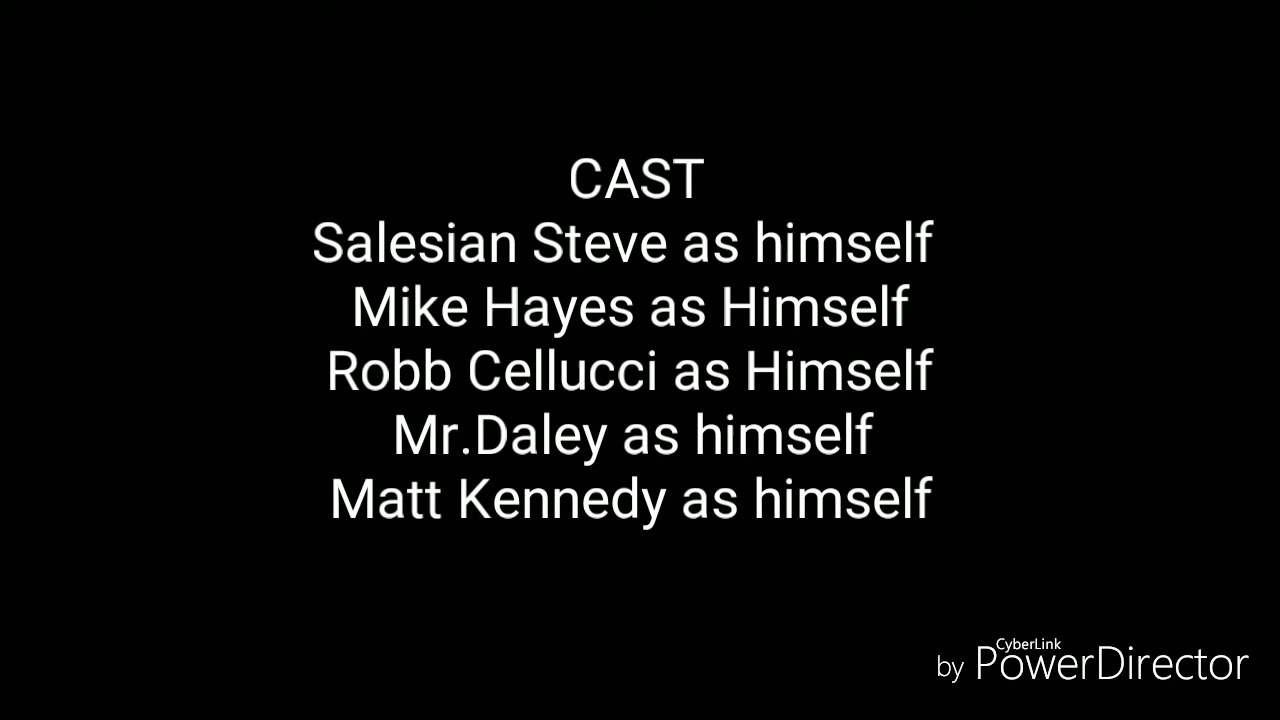 CAST
Salesian Steve as himself
Mike Hayes as Himself
Robb Cellucci as Himself
Mr.Daley as himself
Matt Kennedy as himself
CyberLink
by PowerDirector